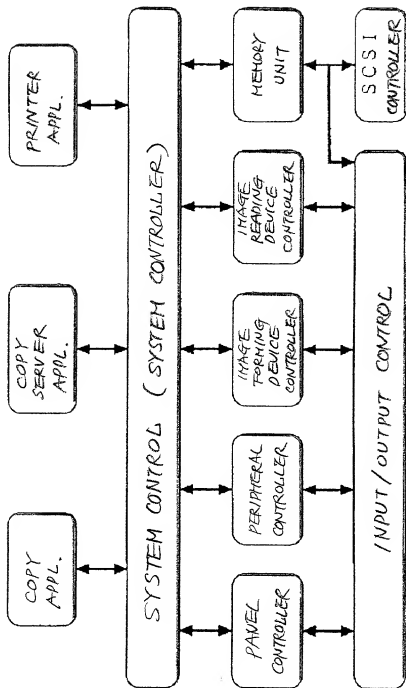 COPY
APPL.
COPY
SERVER
APPL.
PRINTER
APPL.
SYSTEM CONTROL (SYSTEM CONTROLLER)
PANEL
CONTROLLER
PERIPHERAL
CONTROLLER
IMAGE
FORMING
DEVICE
CONTROLLER
IMAGE
READING
DEVICE
CONTROLLER
MEMORY
UNIT
INPUT/OUTPUT CONTROL
SCSI
CONTROLLER